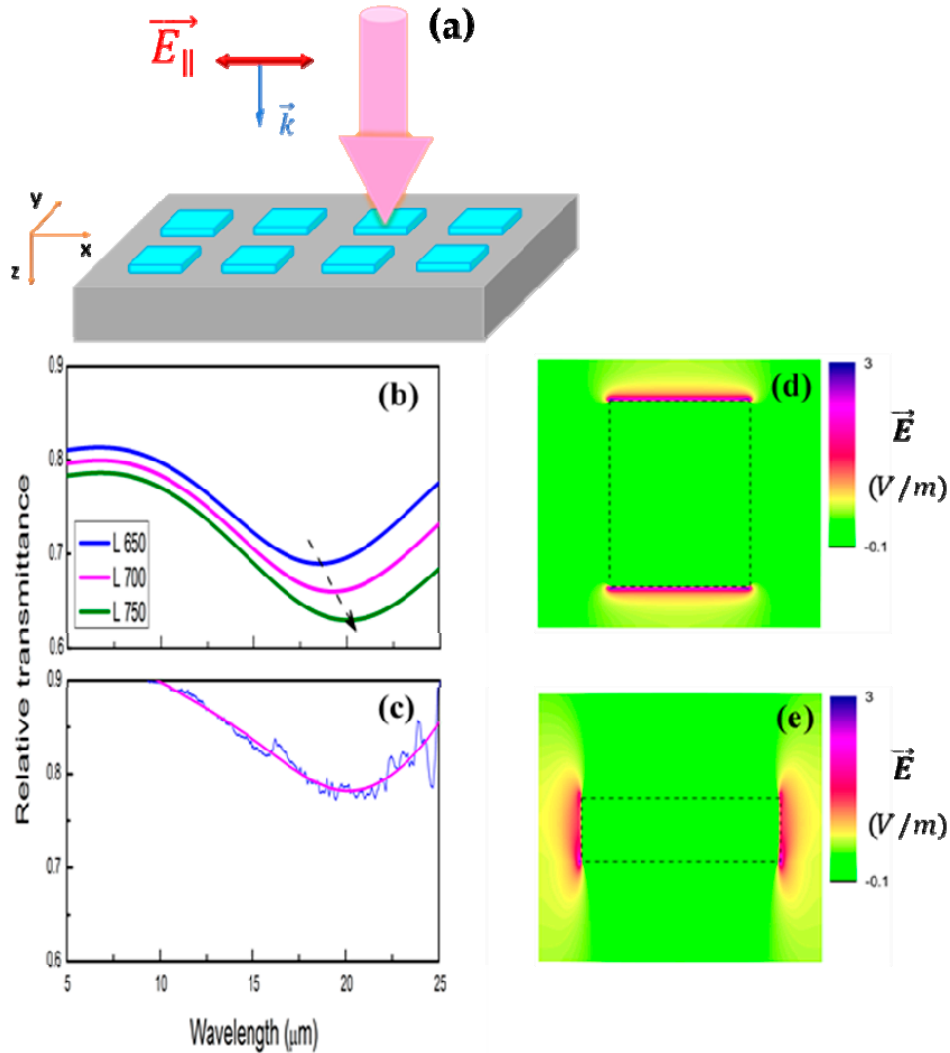 (a)
E∥
k
y
x
z
0.9
0.8
0.7
0.6
(b)
L 650
L 700
L 750
(d)
3
E
(V/m)
-0.1
Relative transmittance
0.9
0.8
0.7
0.6
(c)
5 10 15 20 25
Wavelength (μm)
(e)
3
E
(V/m)
-0.1